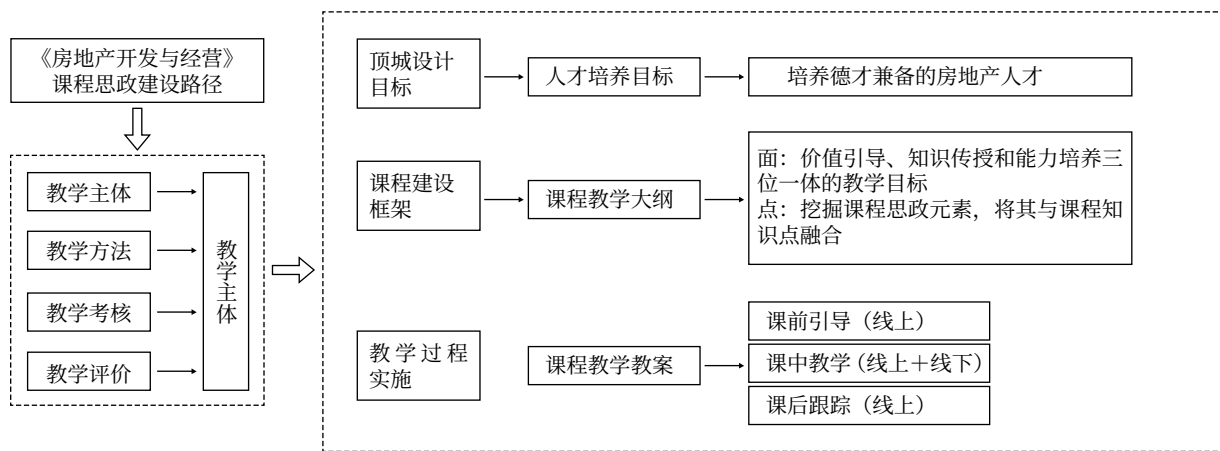 《房地产开发与经营》
课程思政建设路径
教学主体
教学方法
教学考核
教学评价
教学主体
顶城设计
目标
人才培养目标
培养德才兼备的房地产人才
课程建设
框架
课程教学大纲
面：价值引导、知识传授和能力培养三
位一体的教学目标
点：挖掘课程思政元素，将其与课程知
识点融合
教学过程
实施
课程教学教案
课前引导（线上）
课中教学（线上＋线下）
课后跟踪（线上）